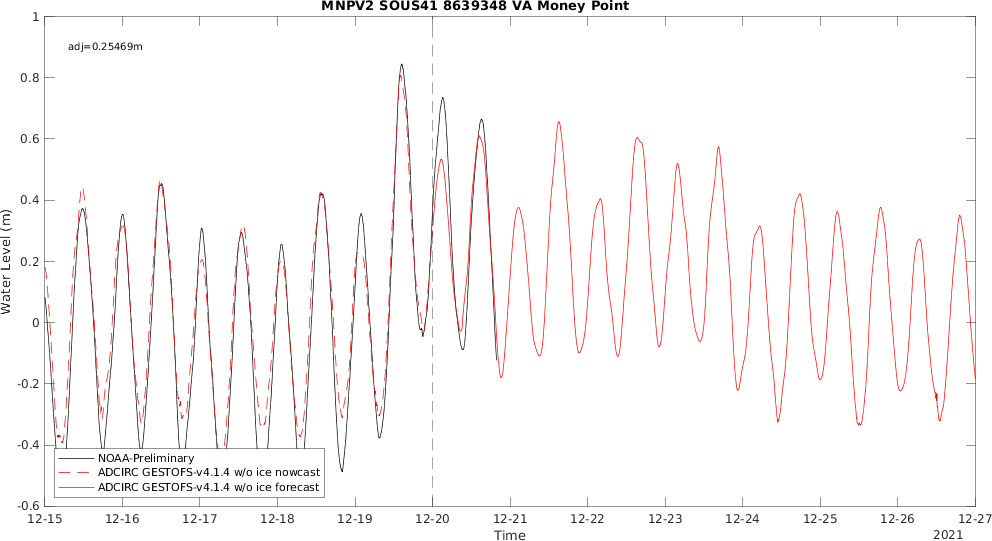 MNPV2 SOUS41 8639348 VA Money Point
adj=0.25469m
Water Level (m)
1
0.8
0.6
0.4
0.2
0
-0.2
-0.4
-0.6
NOAA-Preliminary
ADCIRC GESTOFS-v4.1.4 w/o ice nowcast
ADCIRC GESTOFS-v4.1.4 w/o ice forecast
12-15 12-16 12-17 12-18 12-19 12-20 12-21 12-22 12-23 12-24 12-25 12-26 12-27
Time
2021